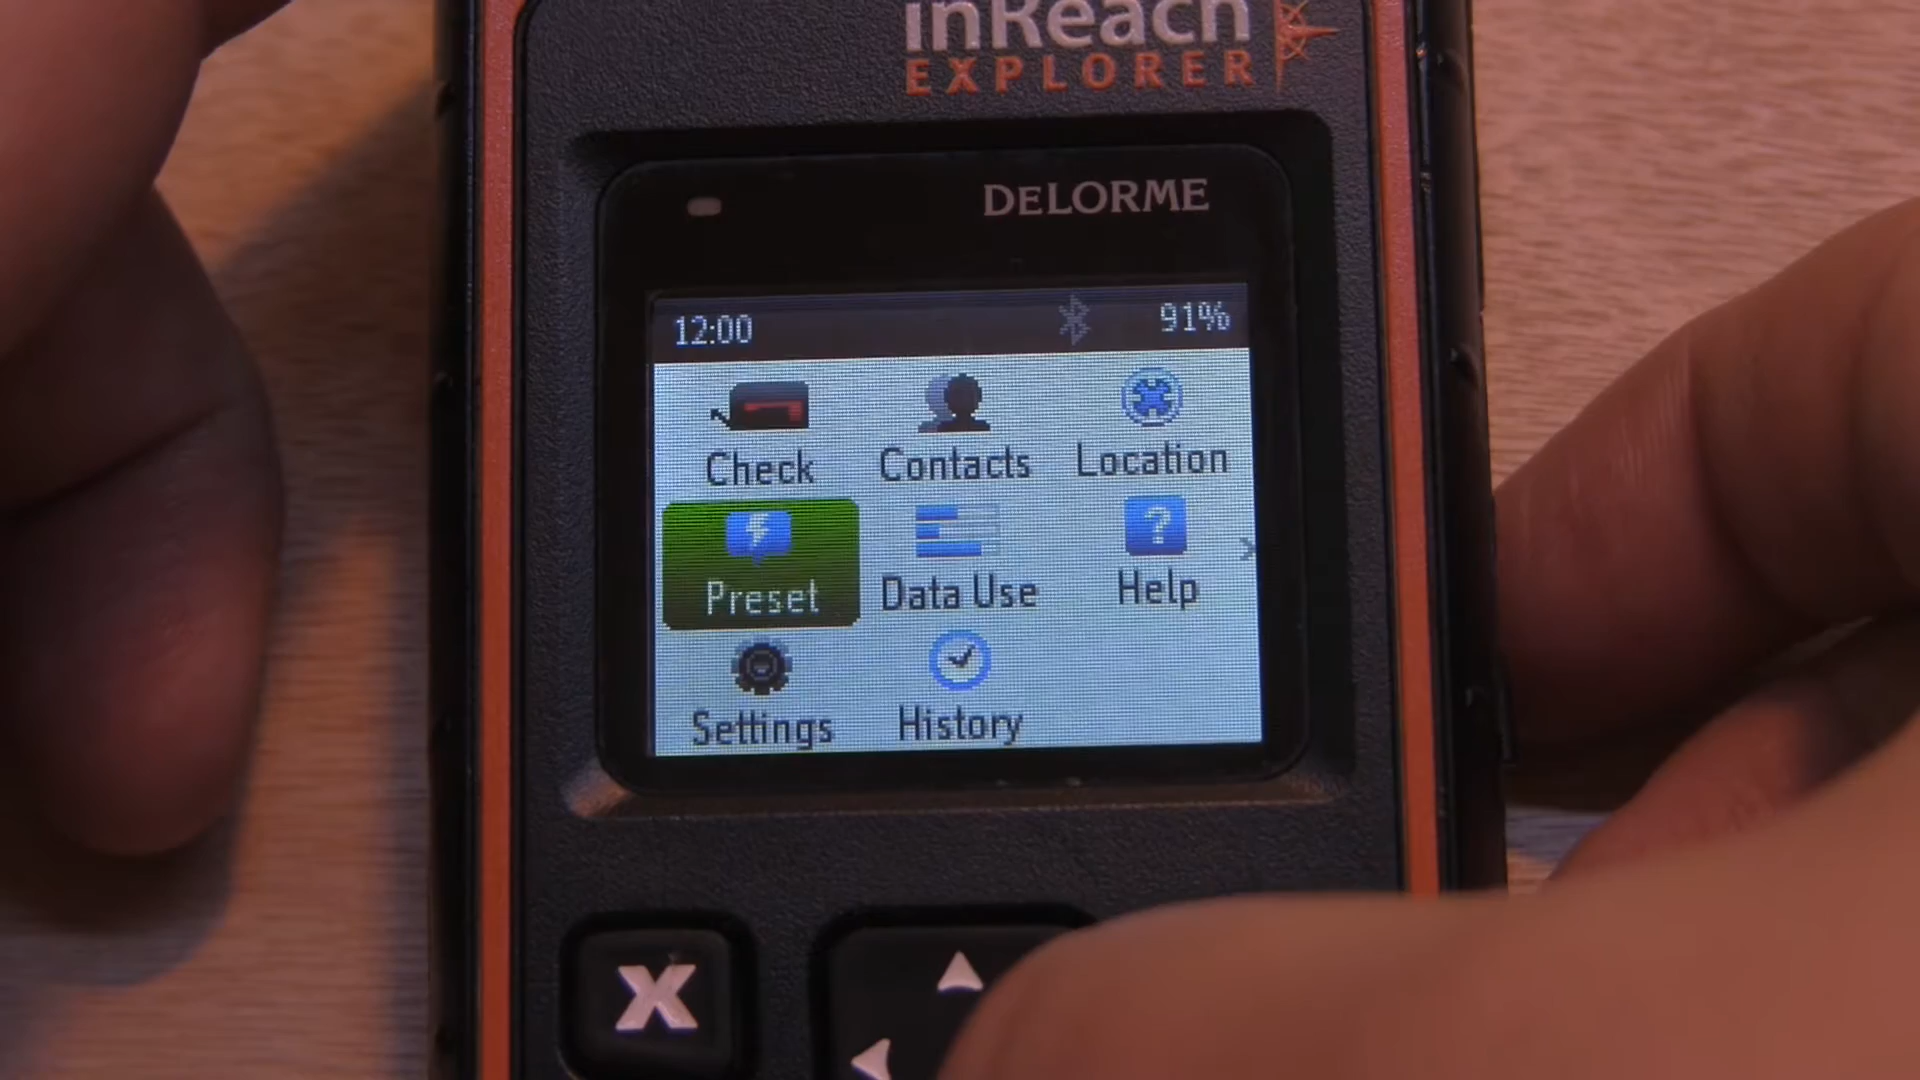 inReach
EXPLORER
DELORME
12:00 91%
Check Contacts Location
Preset Data Use Help
Settings History
X